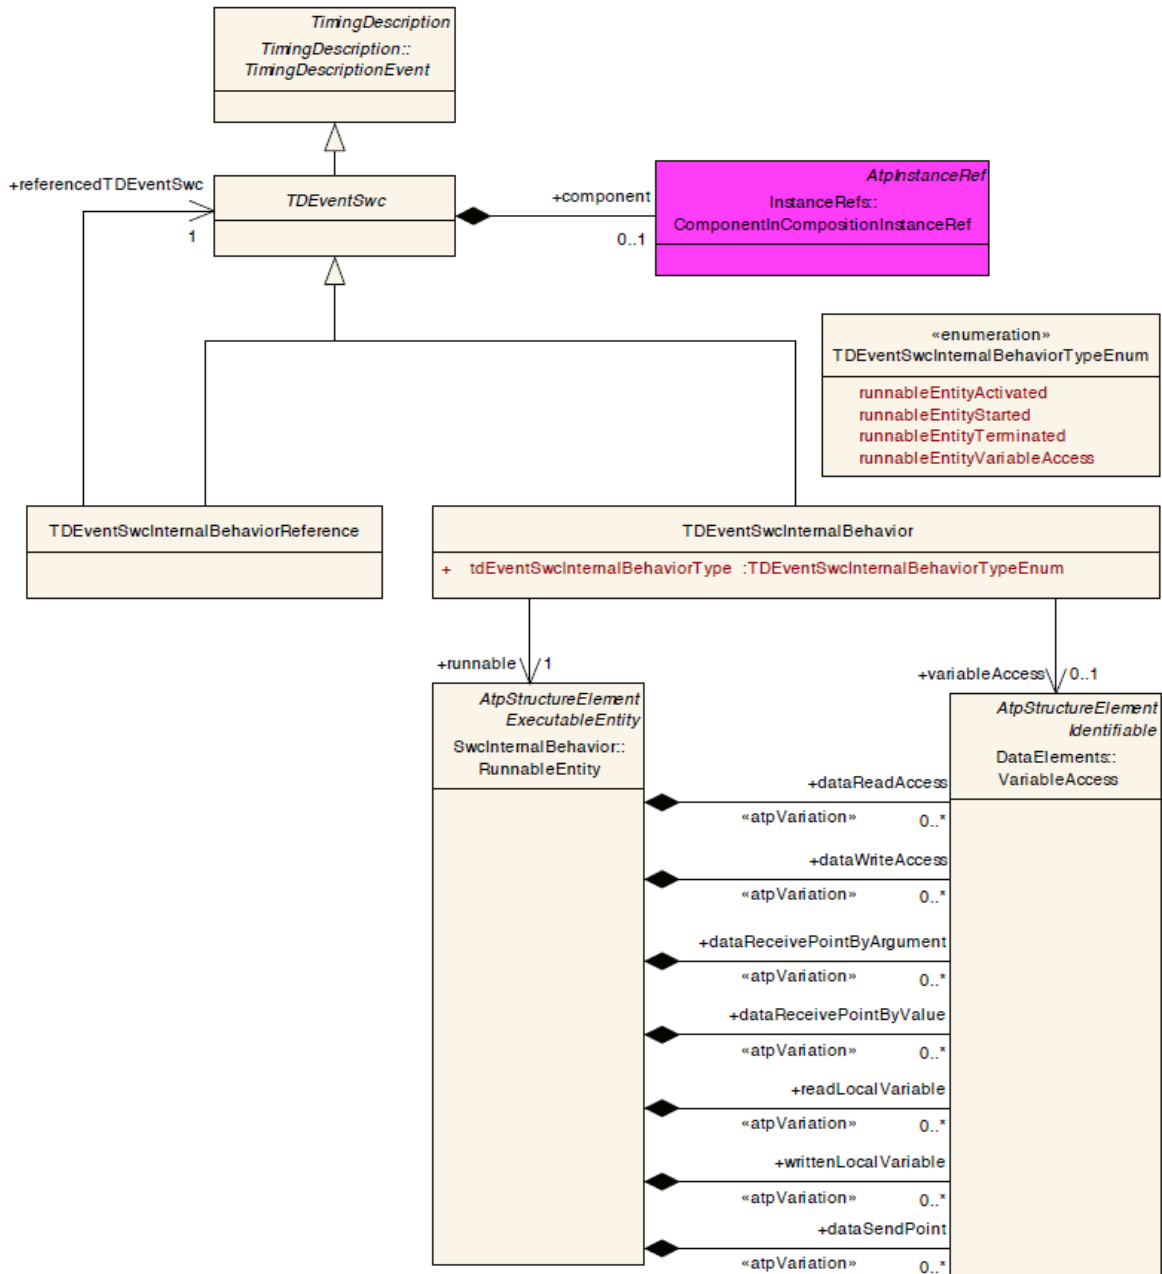 TimingDescription
TimingDescription::
TimingDescriptionEvent
+referencedTDEventSwc
1
TDEventSwc
+component
0..1
AtpInstanceRef
InstanceRefs::
ComponentInCompositionInstanceRef
«enumeration»
TDEventSwcInternalBehaviorTypeEnum
runnableEntityActivated
runnableEntityStarted
runnableEntityTerminated
runnableEntityVariableAccess
TDEventSwcInternalBehaviorReference
TDEventSwcInternalBehavior
+ tdEventSwcInternalBehaviorType :TDEventSwcInternalBehaviorTypeEnum
+runnable 1
+variableAccess 0..1
AtpStructureElement
ExecutableEntity
SwcInternalBehavior::
RunnableEntity
AtpStructureElement
Identifiable
DataElements::
VariableAccess
+dataReadAccess
«atpVariation» 0..*
+dataWriteAccess
«atpVariation» 0..*
+dataReceivePointByArgument
«atpVariation» 0..*
+dataReceivePointByValue
«atpVariation» 0..*
+readLocalVariable
«atpVariation» 0..*
+writtenLocalVariable
«atpVariation» 0..*
+dataSendPoint
«atpVariation» 0..*